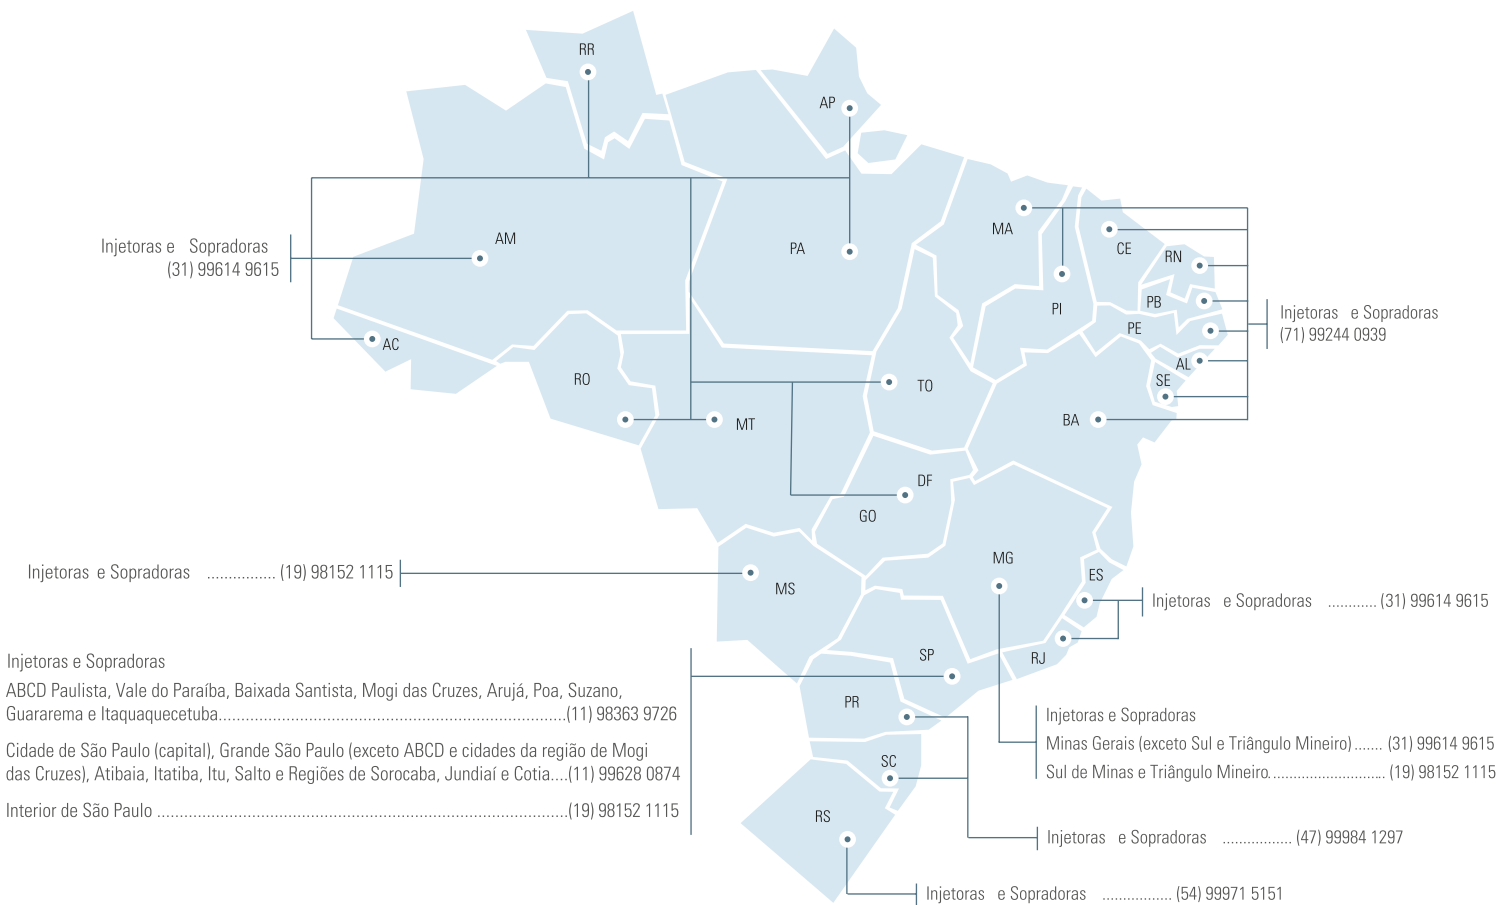 RR
AP
AM
PA
MA
CE
RN
PI
PB
PE
AL
SE
AC
RO
MT
TO
BA
DF
GO
MG
ES
MS
SP
RJ
PR
SC
RS
Injetoras e Sopradoras
(31) 99614 9615
Injetoras e Sopradoras
(71) 99244 0939
Injetoras e Sopradoras ................ (19) 98152 1115
Injetoras e Sopradoras ............ (31) 99614 9615
Injetoras e Sopradoras
ABCD Paulista, Vale do Paraíba, Baixada Santista, Mogi das Cruzes, Arujá, Poa, Suzano,
Guararema e Itaquaquecetuba....................................................................................(11) 98363 9726
Cidade de São Paulo (capital), Grande São Paulo (exceto ABCD e cidades da região de Mogi
das Cruzes), Atibaia, Itatiba, Itu, Salto e Regiões de Sorocaba, Jundiaí e Cotia....(11) 99628 0874
Interior de São Paulo ..................................................................................................(19) 98152 1115
Injetoras e Sopradoras
Minas Gerais (exceto Sul e Triângulo Mineiro)....... (31) 99614 9615
Sul de Minas e Triângulo Mineiro............................. (19) 98152 1115
Injetoras e Sopradoras ................. (47) 99984 1297
Injetoras e Sopradoras ................. (54) 99971 5151